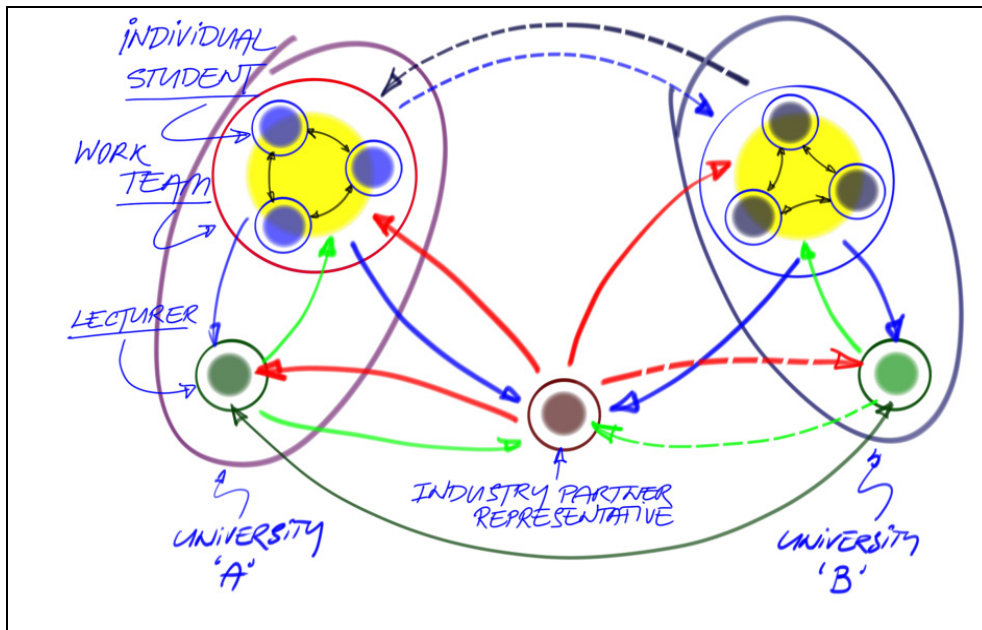 INDIVIDUAL
STUDENT
WORK
TEAM
LECTURER
INDUSTRY PARTNER
REPRESENTATIVE
UNIVERSITY
'A'
UNIVERSITY
'B'